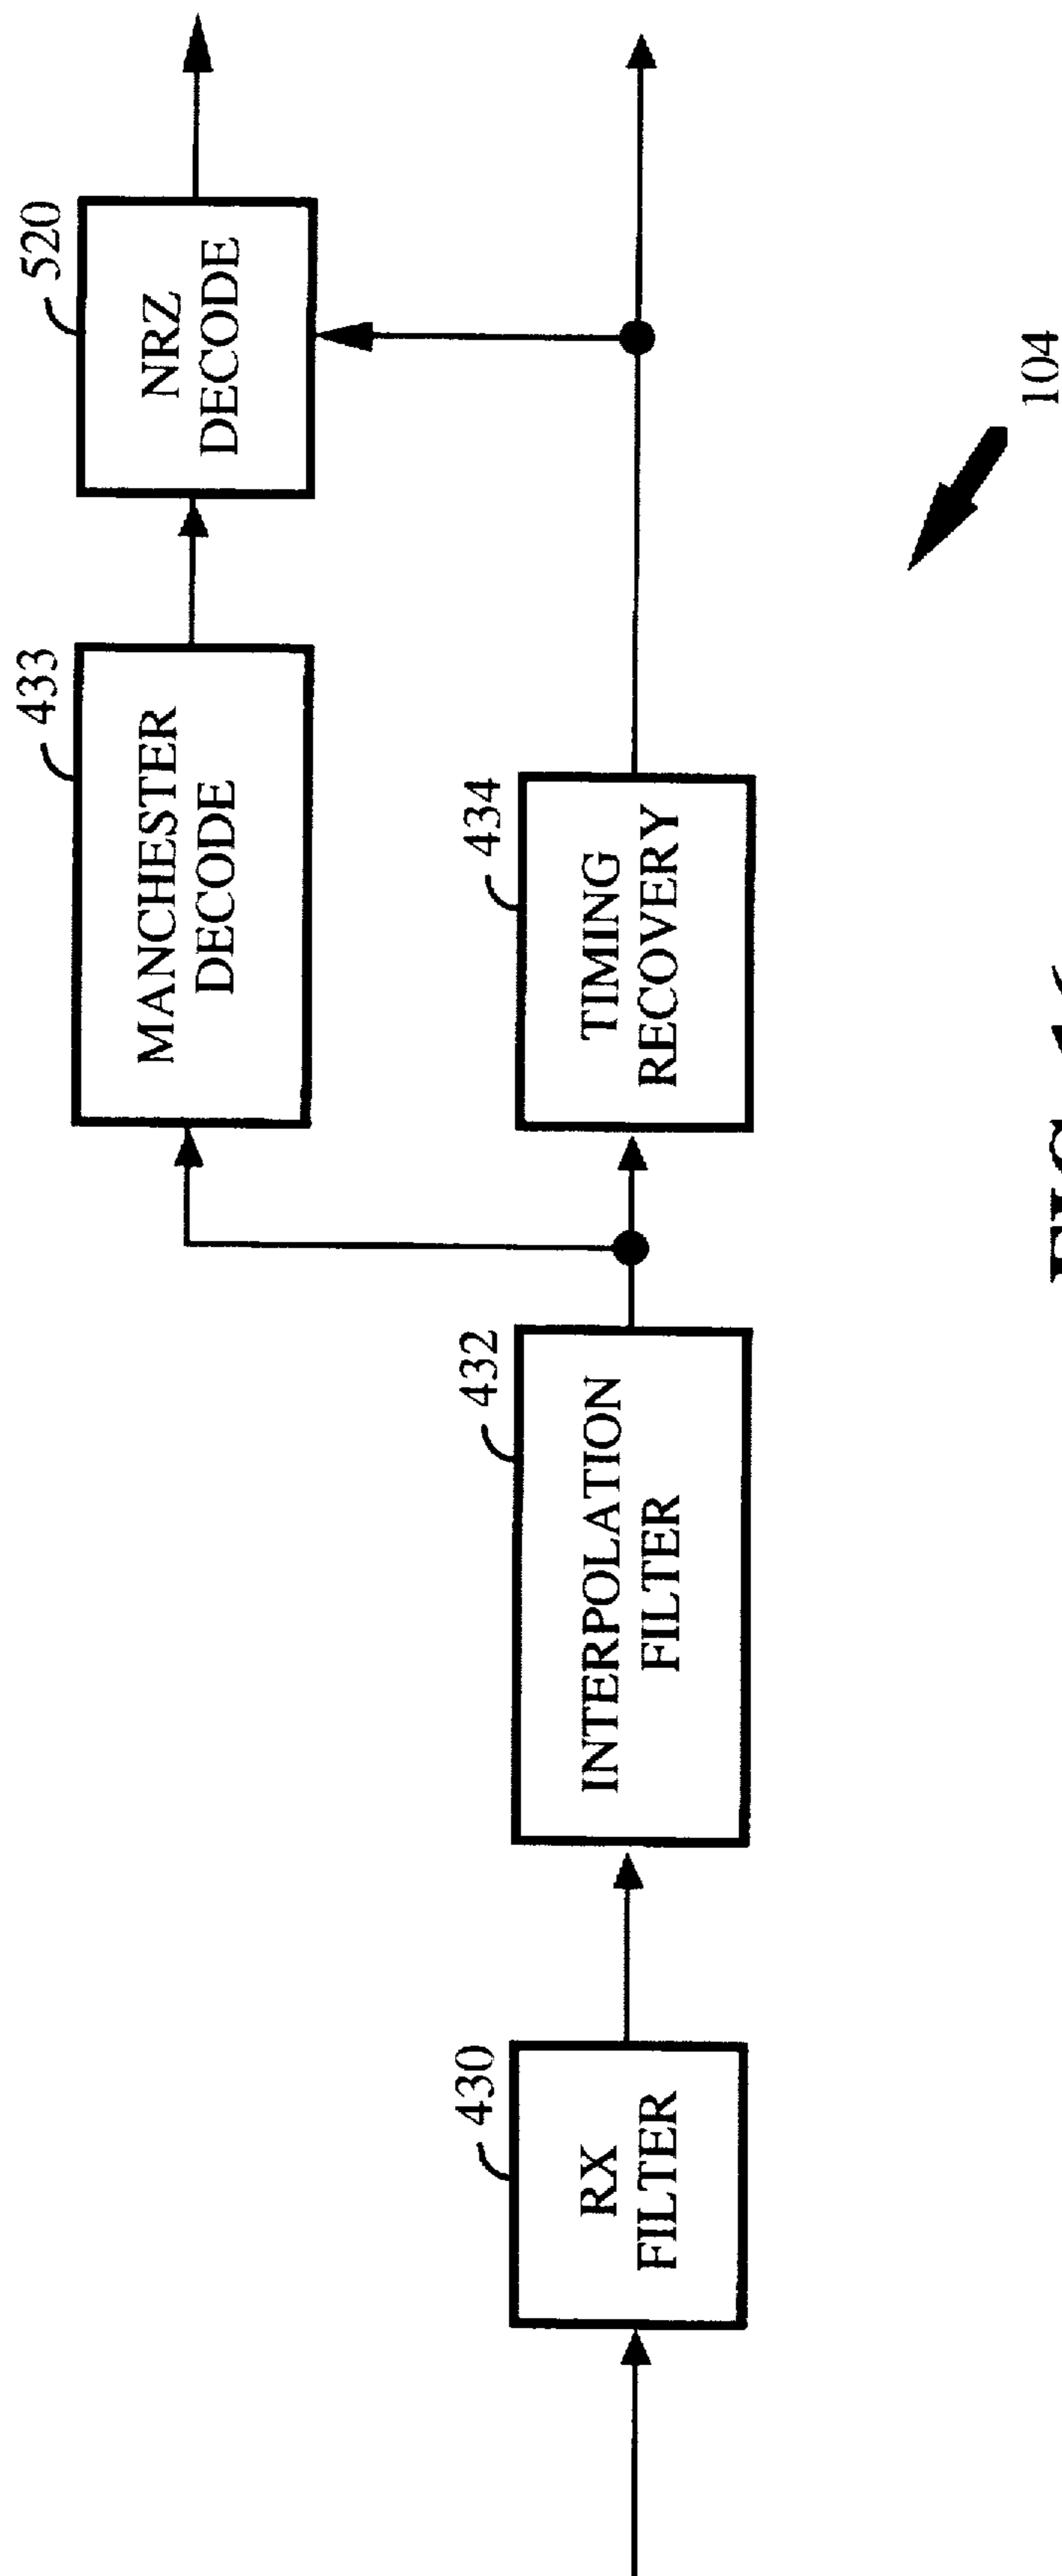 430
RX
FILTER
432
INTERPOLATION
FILTER
433
MANCHESTER
DECODE
434
TIMING
RECOVERY
520
NRZ
DECODE
104